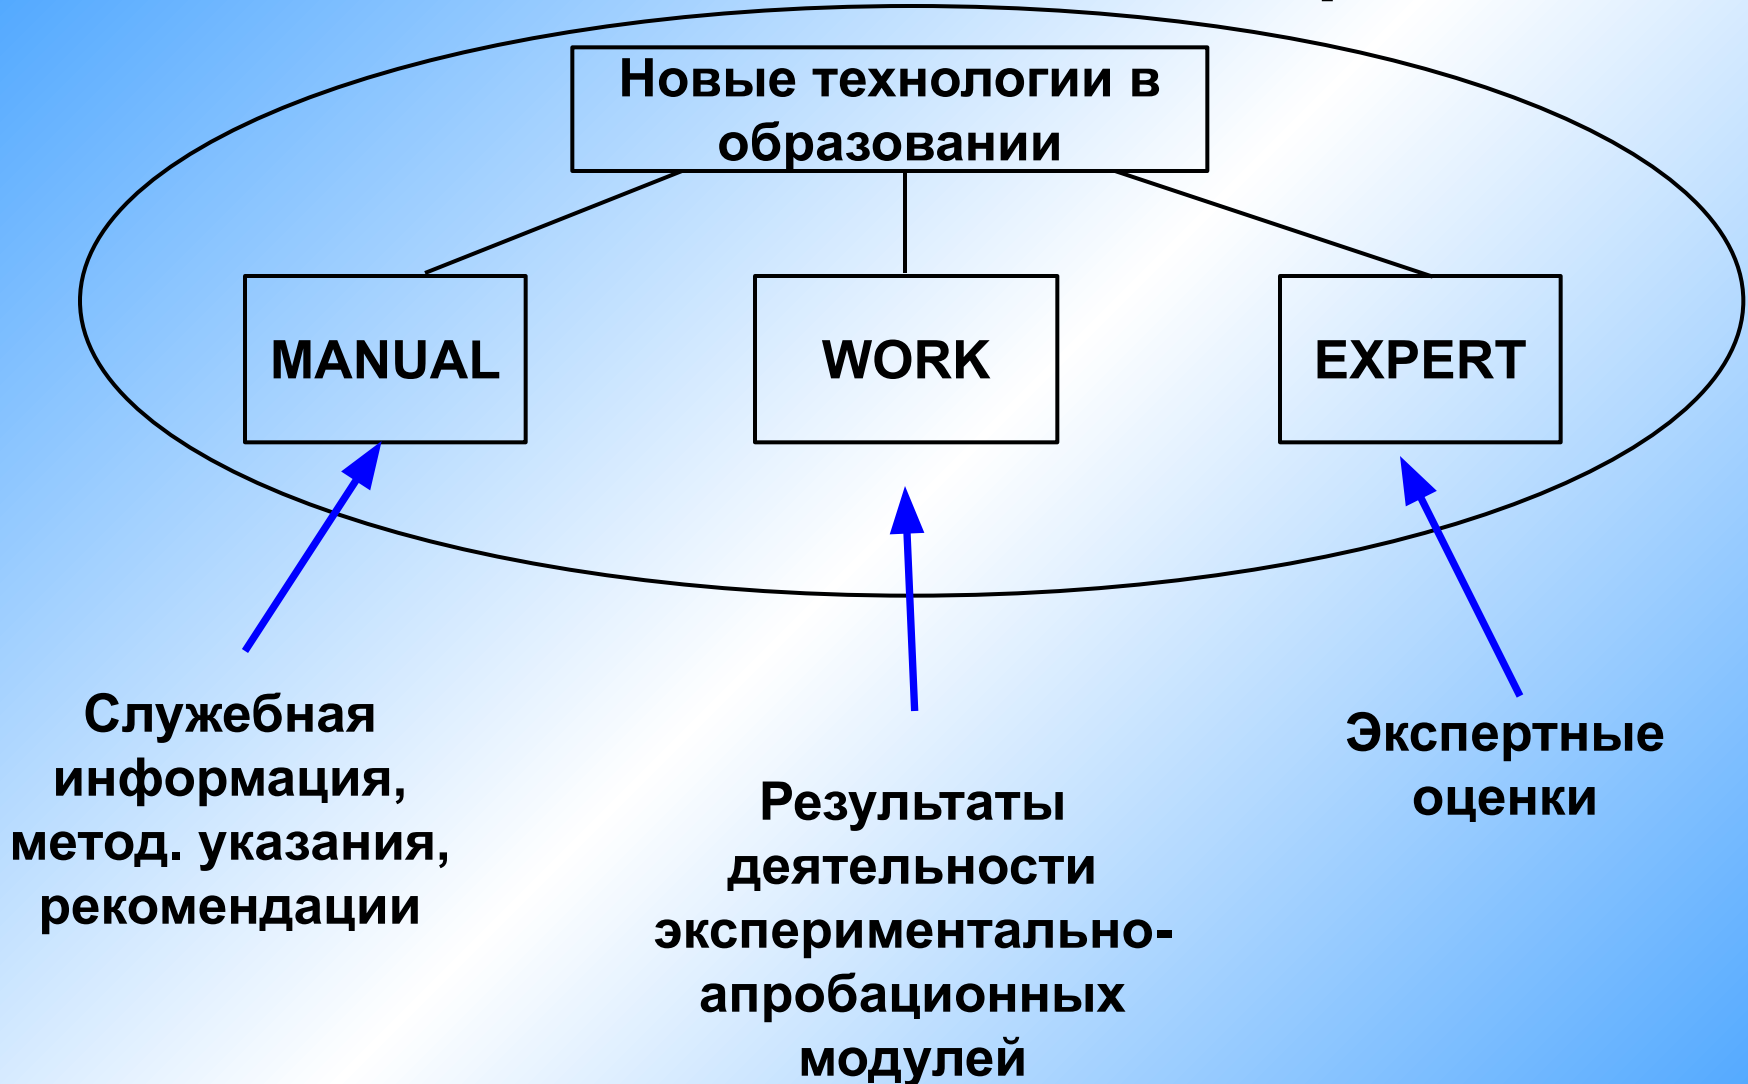 Новые технологии в
образовании
MANUAL
WORK
EXPERT
Служебная
информация,
метод. указания,
рекомендации
Результаты
деятельности
экспериментально-
апробационных
модулей
Экспертные
оценки